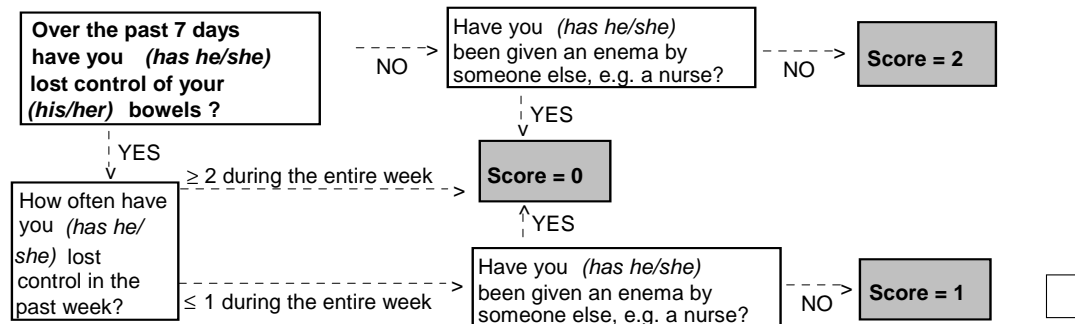 Over the past 7 days
have you (has he/she)
lost control of your
(his/her) bowels ?
NO
Have you (has he/she)
been given an enema by
someone else, e.g. a nurse?
NO
Score = 2
YES
YES
≥ 2 during the entire week
Score = 0
How often have
you (has he/
she) lost
control in the
past week?
≤ 1 during the entire week
YES
Have you (has he/she)
been given an enema by
someone else, e.g. a nurse?
NO
Score = 1